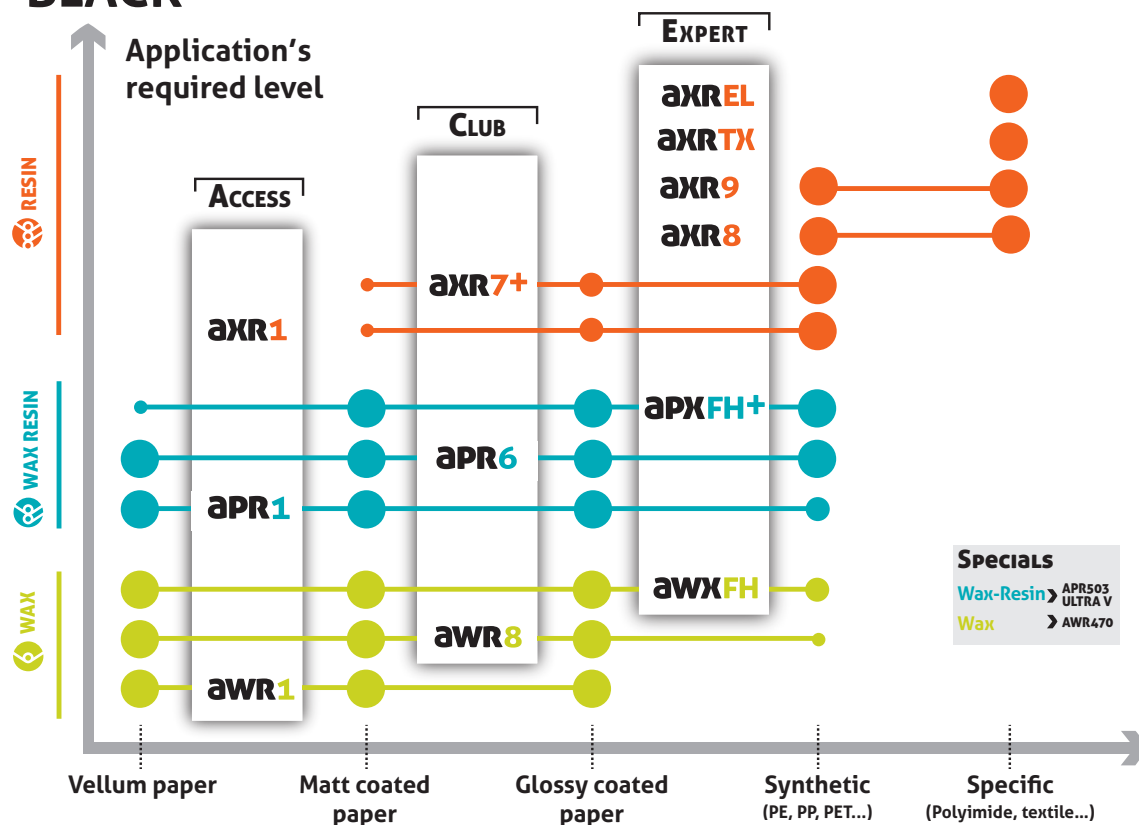 BLACK
Application's
required level
EXPERT
CLUB
ACCESS
RESIN
WAX RESIN
WAX
aXREL
aXRTX
aXR9
aXR8
aXR7+
aXR1
aPXFH+
aPR6
aPR1
aWXFH
aWR8
aWR1
SPECIALS
Wax-Resin > APR503
ULTRA V
Wax > AWR470
Vellum paper
Matt coated
paper
Glossy coated
paper
Synthetic
(PE, PP, PET...)
Specific
(Polyimide, textile...)